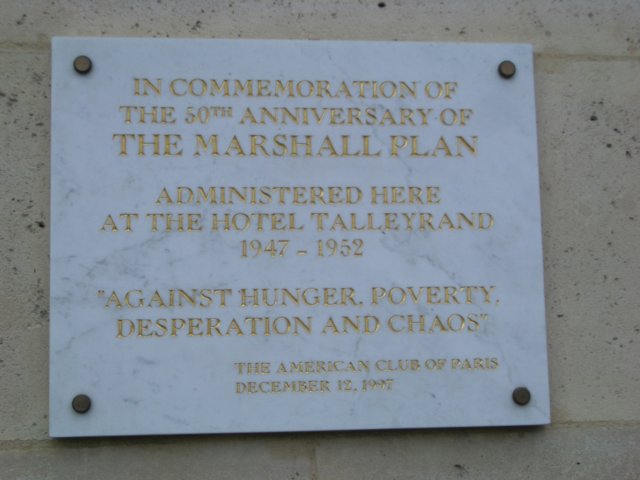 IN COMMEMORATION OF
THE 50TH ANNIVERSARY OF
THE MARSHALL PLAN
ADMINISTERED HERE
AT THE HOTEL TALLEYRAND
1947 - 1952
"AGAINST HUNGER, POVERTY,
DESPERATION AND CHAOS"
THE AMERICAN CLUB OF PARIS
DECEMBER 12, 1997